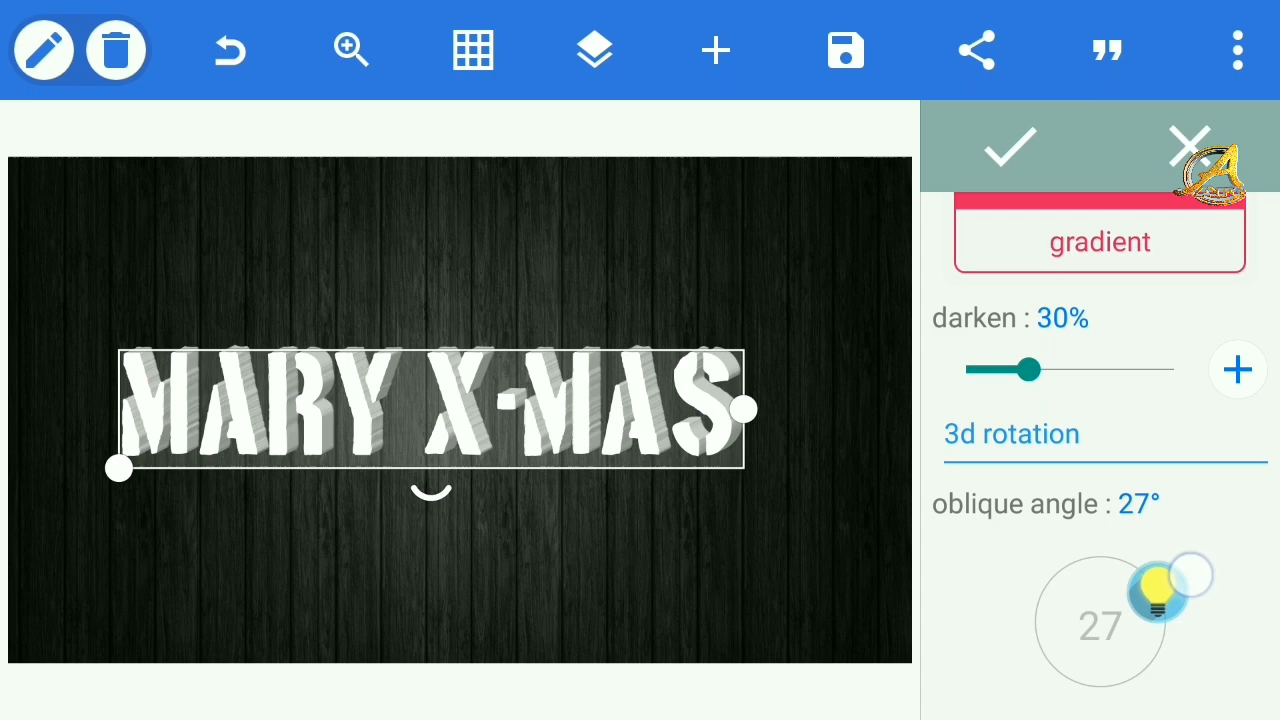 gradient
darken : 30%
MARY X-MAS
3d rotation
oblique angle : 27°
27